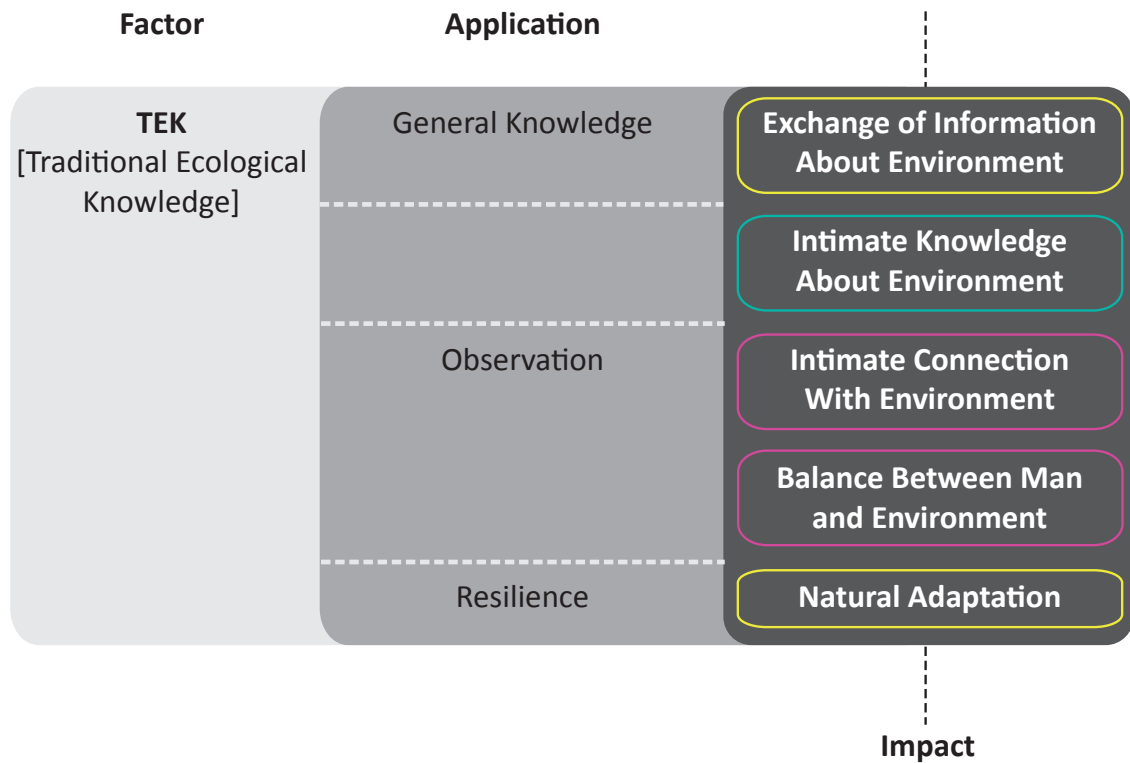 Factor
Application
TEK
[Traditional Ecological
Knowledge]
General Knowledge
Exchange of Information
About Environment
Intimate Knowledge
About Environment
Observation
Intimate Connection
With Environment
Balance Between Man
and Environment
Resilience
Natural Adaptation
Impact